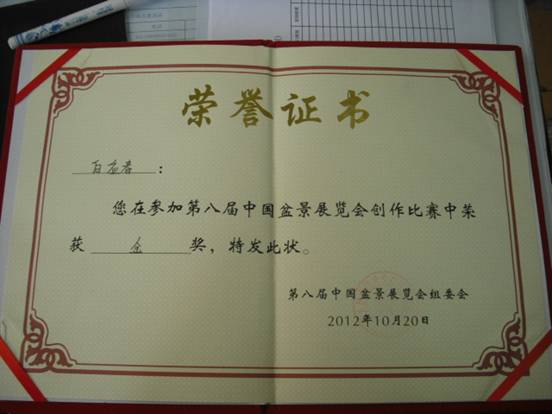 荣誉证书
白应春：
您在参加第八届中国盆景展览会创作比赛中荣
获 金 奖，特发此状。
第八届中国盆景展览会组委会
2012年10月20日